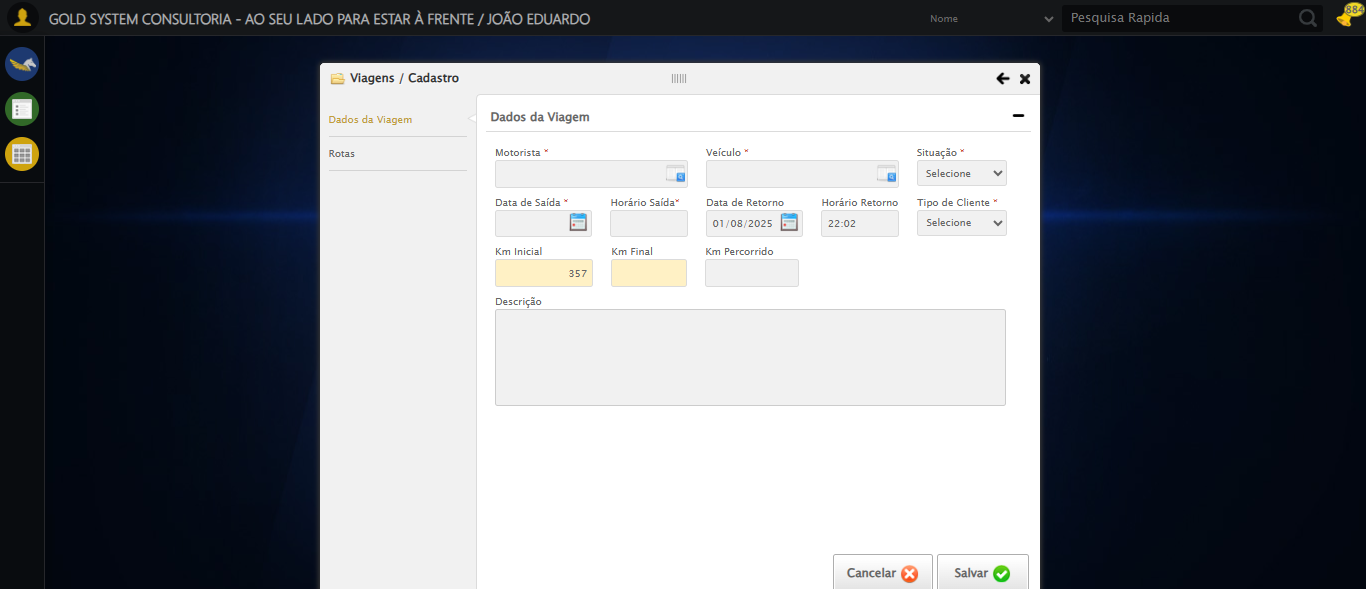 GOLD SYSTEM CONSULTORIA - AO SEU LADO PARA ESTAR À FRENTE / JOÃO EDUARDO
Nome
Pesquisa Rapida
884
Viagens / Cadastro
Dados da Viagem
Rotas
Dados da Viagem
Motorista *
Veículo *
Situação *
Selecione
Data de Saída *
Horário Saída*
Data de Retorno
Horário Retorno
Tipo de Cliente *
01/08/2025
22:02
Selecione
Km Inicial
Km Final
Km Percorrido
357
Descrição
Cancelar
Salvar